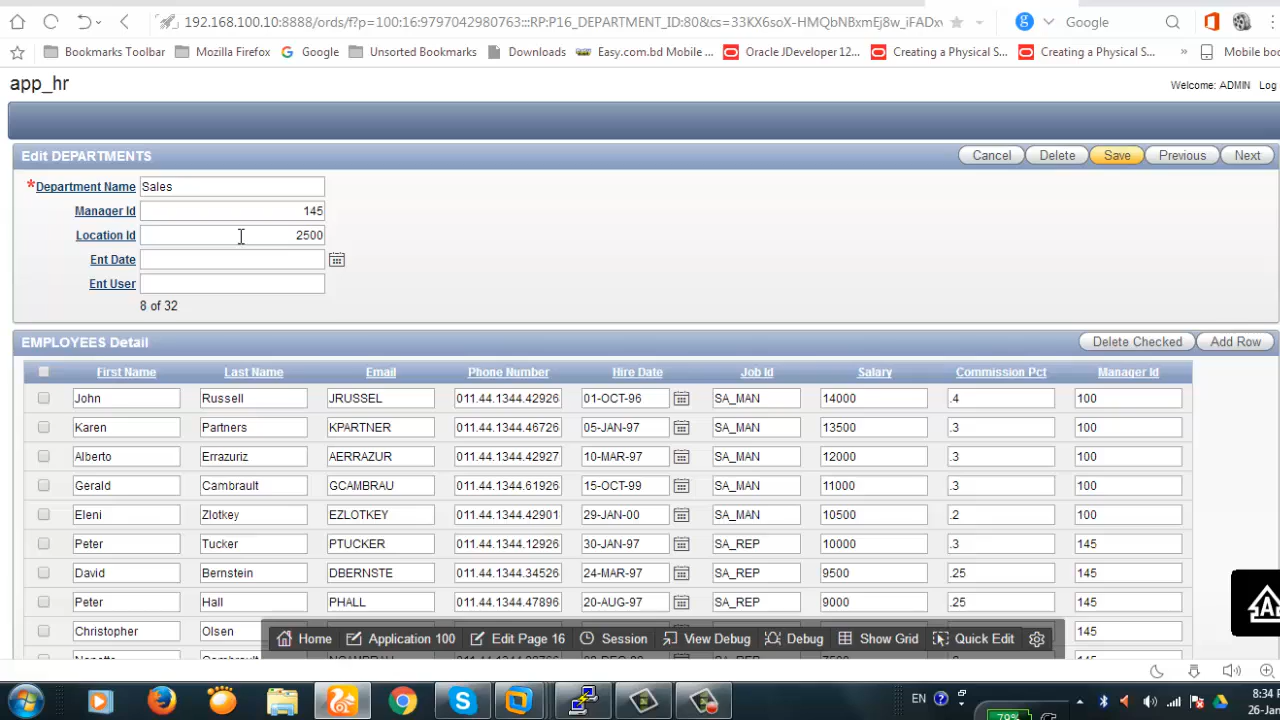 192.168.100.10:8888/ords/f?p=100:16:9797042980763:::RP:P16_DEPARTMENT_ID:80&cs=33KX6soX-HMQbNBxmEj8w_iFADxv Google
Bookmarks Toolbar Mozilla Firefox Google Unsorted Bookmarks Downloads Easy.com.bd Mobile ... Oracle JDeveloper 12... Creating a Physical S... Creating a Physical S... » Mobile bo
app_hr
Welcome: ADMIN Log
Edit DEPARTMENTS Cancel Delete Save Previous Next
*Department Name Sales
Manager Id 145
Location Id 2500
Ent Date
Ent User
8 of 32
EMPLOYEES Detail Delete Checked Add Row
First Name Last Name Email Phone Number Hire Date Job Id Salary Commission Pct Manager Id
John Russell JRUSSEL 011.44.1344.42926 01-OCT-96 SA_MAN 14000 .4 100
Karen Partners KPARTNER 011.44.1344.46726 05-JAN-97 SA_MAN 13500 .3 100
Alberto Errazuriz AERRAZUR 011.44.1344.42927 10-MAR-97 SA_MAN 12000 .3 100
Gerald Cambrault GCAMBRAU 011.44.1344.61926 15-OCT-99 SA_MAN 11000 .3 100
Eleni Zlotkey EZLOTKEY 011.44.1344.42901 29-JAN-00 SA_MAN 10500 .2 100
Peter Tucker PTUCKER 011.44.1344.12926 30-JAN-97 SA_REP 10000 .3 145
David Bernstein DBERNSTE 011.44.1344.34526 24-MAR-97 SA_REP 9500 .25 145
Peter Hall PHALL 011.44.1344.47896 20-AUG-97 SA_REP 9000 .25 145
Christopher Olsen 145
Home Application 100 Edit Page 16 Session View Debug Debug Show Grid Quick Edit
EN 79% 8:34 
26-Jan